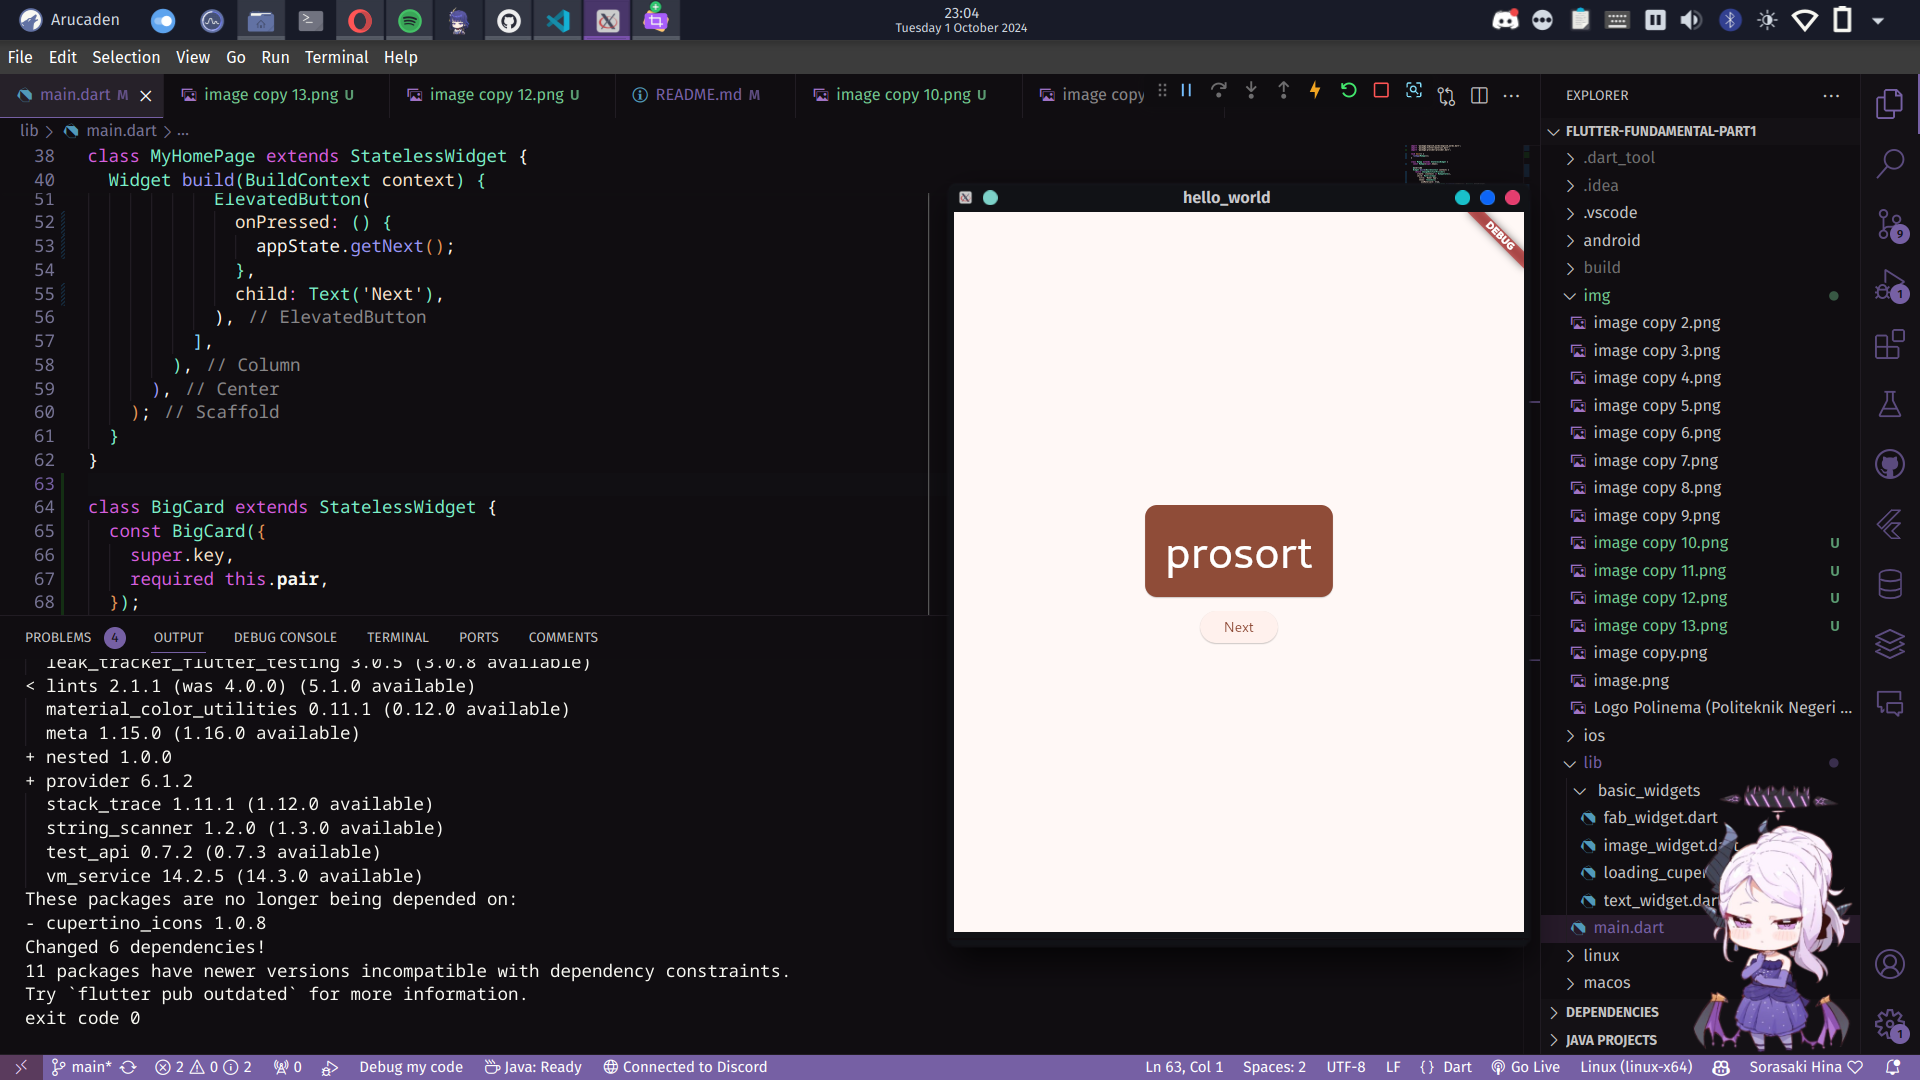 Arucaden
23:04
Tuesday 1 October 2024
File Edit Selection View Go Run Terminal Help
main.dart M
image copy 13.png U
image copy 12.png U
README.md M
image copy 10.png U
image copy
lib > main.dart > ...
38 class MyHomePage extends StatelessWidget {
40 Widget build(BuildContext context) {
51 ElevatedButton(
52 onPressed: () {
53 appState.getNext();
54 },
55 child: Text('Next'),
56 ), // ElevatedButton
57 ],
58 ), // Column
59 ), // Center
60 ); // Scaffold
61 }
62 }
63
64 class BigCard extends StatelessWidget {
65 const BigCard({
66 super.key,
67 required this.pair,
68 });
PROBLEMS 4 OUTPUT DEBUG CONSOLE TERMINAL PORTS COMMENTS
leak_tracker_flutter_testing 3.0.5 (3.0.8 available)
< lints 2.1.1 (was 4.0.0) (5.1.0 available)
material_color_utilities 0.11.1 (0.12.0 available)
meta 1.15.0 (1.16.0 available)
+ nested 1.0.0
+ provider 6.1.2
stack_trace 1.11.1 (1.12.0 available)
string_scanner 1.2.0 (1.3.0 available)
test_api 0.7.2 (0.7.3 available)
vm_service 14.2.5 (14.3.0 available)
These packages are no longer being depended on:
- cupertino_icons 1.0.8
Changed 6 dependencies!
11 packages have newer versions incompatible with dependency constraints.
Try `flutter pub outdated` for more information.
exit code 0
hello_world
DEBUG
prosort
Next
EXPLORER
FLUTTER-FUNDAMENTAL-PART1
.dart_tool
.idea
.vscode
android
build
img
image copy 2.png
image copy 3.png
image copy 4.png
image copy 5.png
image copy 6.png
image copy 7.png
image copy 8.png
image copy 9.png
image copy 10.png U
image copy 11.png U
image copy 12.png U
image copy 13.png U
image copy.png
image.png
Logo Polinema (Politeknik Negeri ...
ios
lib
basic_widgets
fab_widget.dart
image_widget.da
loading_cuper
text_widget.dar
main.dart
linux
macos
DEPENDENCIES
JAVA PROJECTS
9
1
1
main* 2 0 2 0 Debug my code Java: Ready Connected to Discord
Ln 63, Col 1 Spaces: 2 UTF-8 LF {} Dart Go Live Linux (linux-x64) Sorasaki Hina